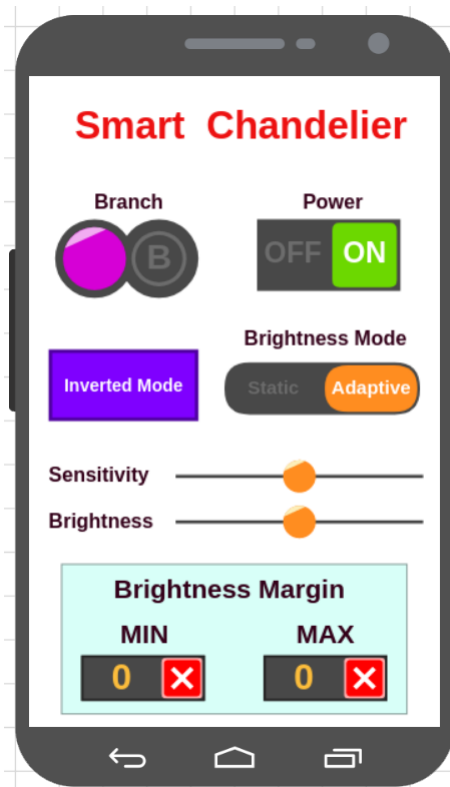 Smart Chandelier
Branch
Power
B
OFF ON
Brightness Mode
Inverted Mode
Static Adaptive
Sensitivity
Brightness
Brightness Margin
MIN MAX
0 0